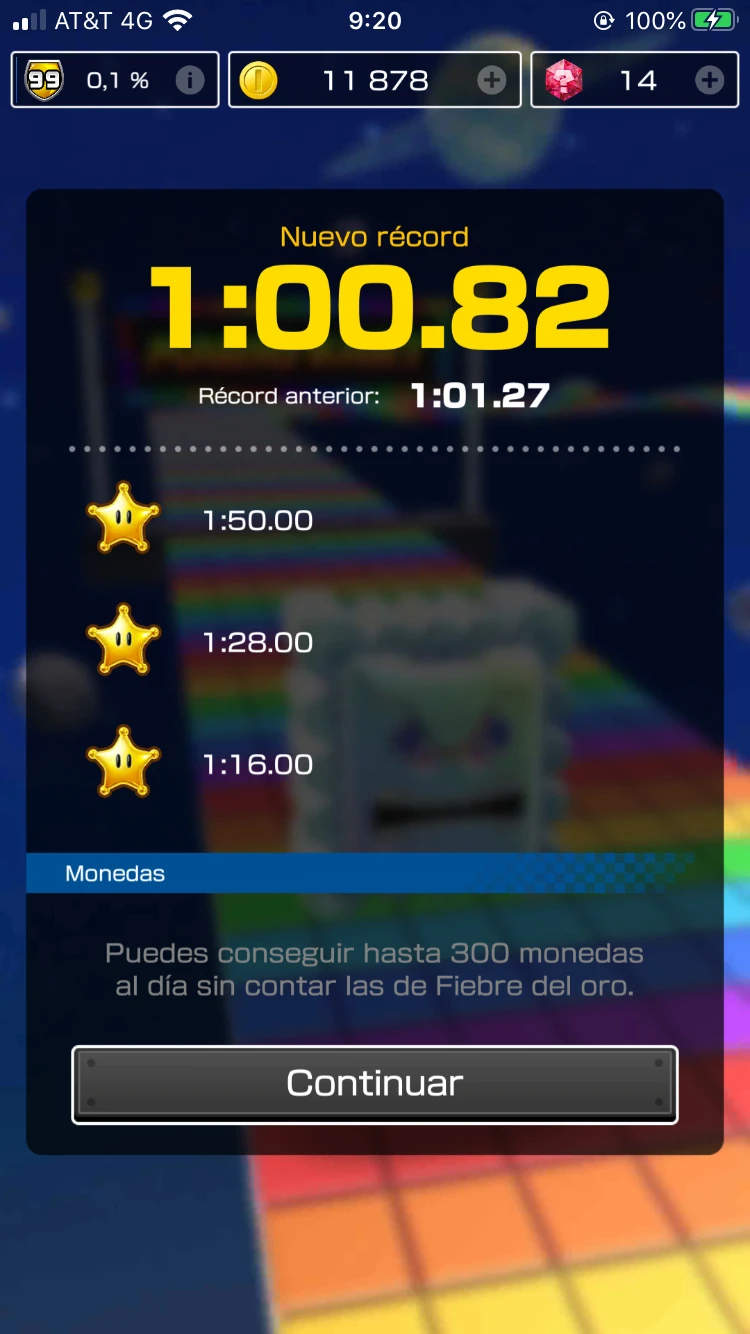 AT&T 4G 9:20 100%
99 0,1 % 11 878 14
Nuevo récord
1:00.82
Récord anterior: 1:01.27
1:50.00
1:28.00
1:16.00
Monedas
Puedes conseguir hasta 300 monedas
al día sin contar las de Fiebre del oro.
Continuar